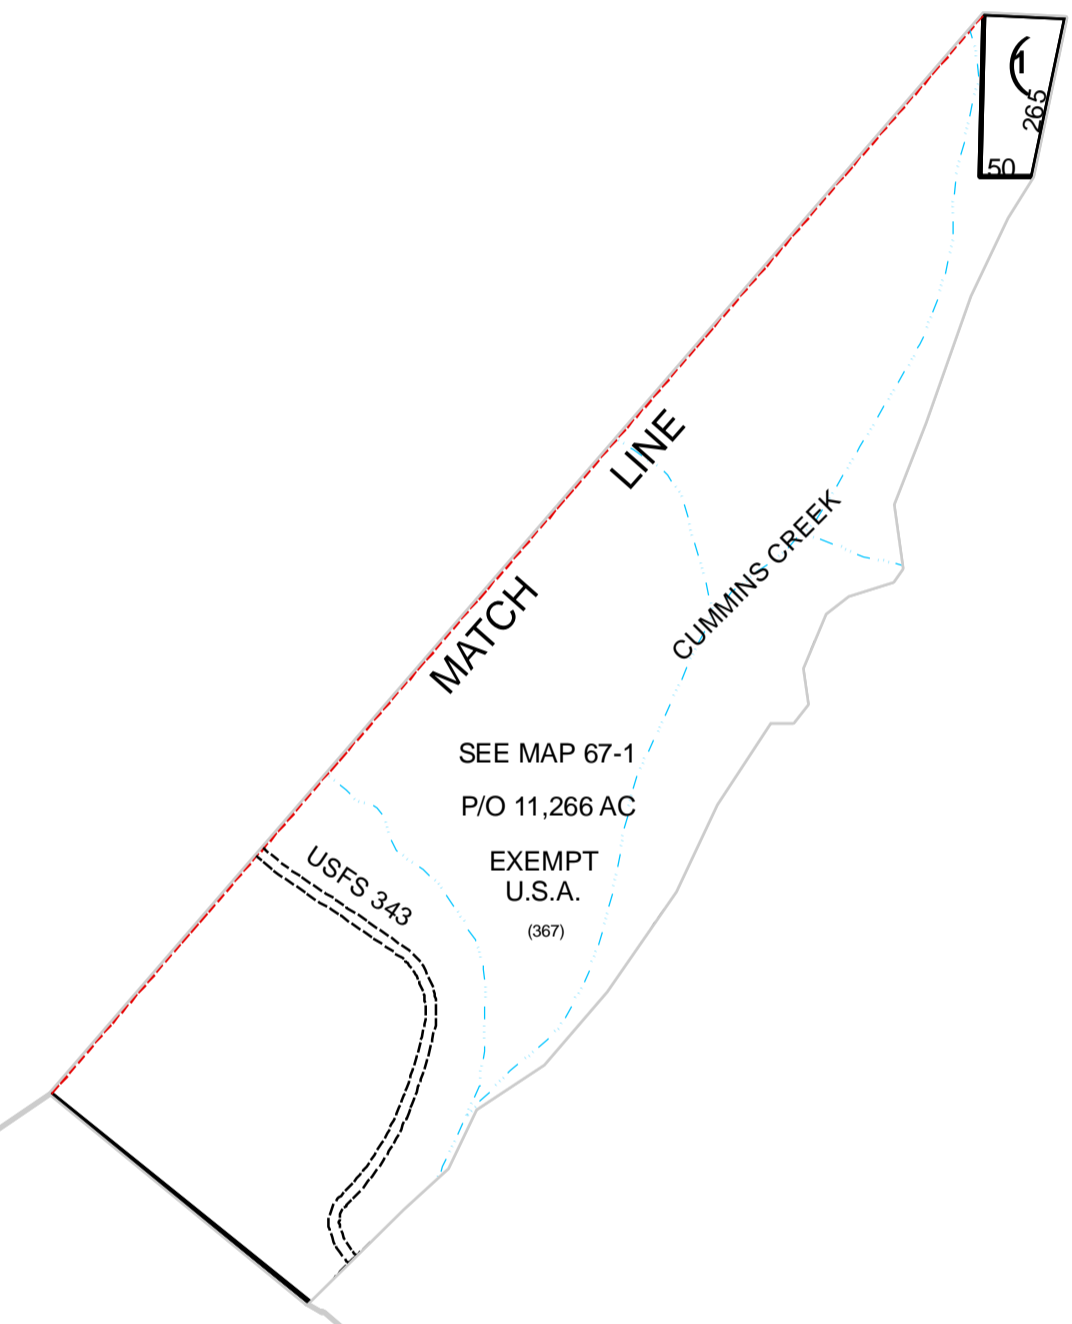 1
265
50
MATCH LINE
CUMMINS CREEK
SEE MAP 67-1
P/O 11,266 AC
EXEMPT
U.S.A.
(367)
USFS 343